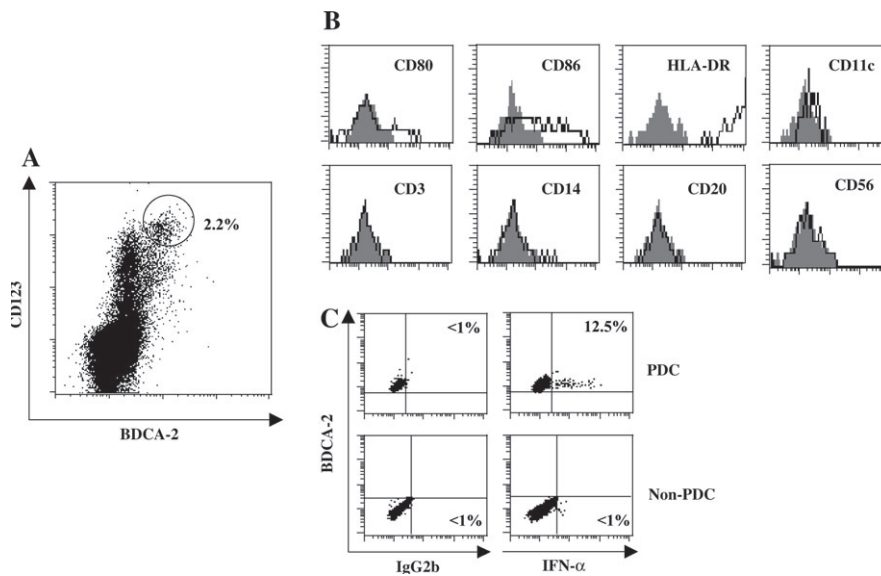 A
CD123
2.2%
BDCA-2
B
CD80
CD86
HLA-DR
CD11c
CD3
CD14
CD20
CD56
C
BDCA-2
<1%
12.5%
PDC
<1%
<1%
Non-PDC
IgG2b
IFN-α